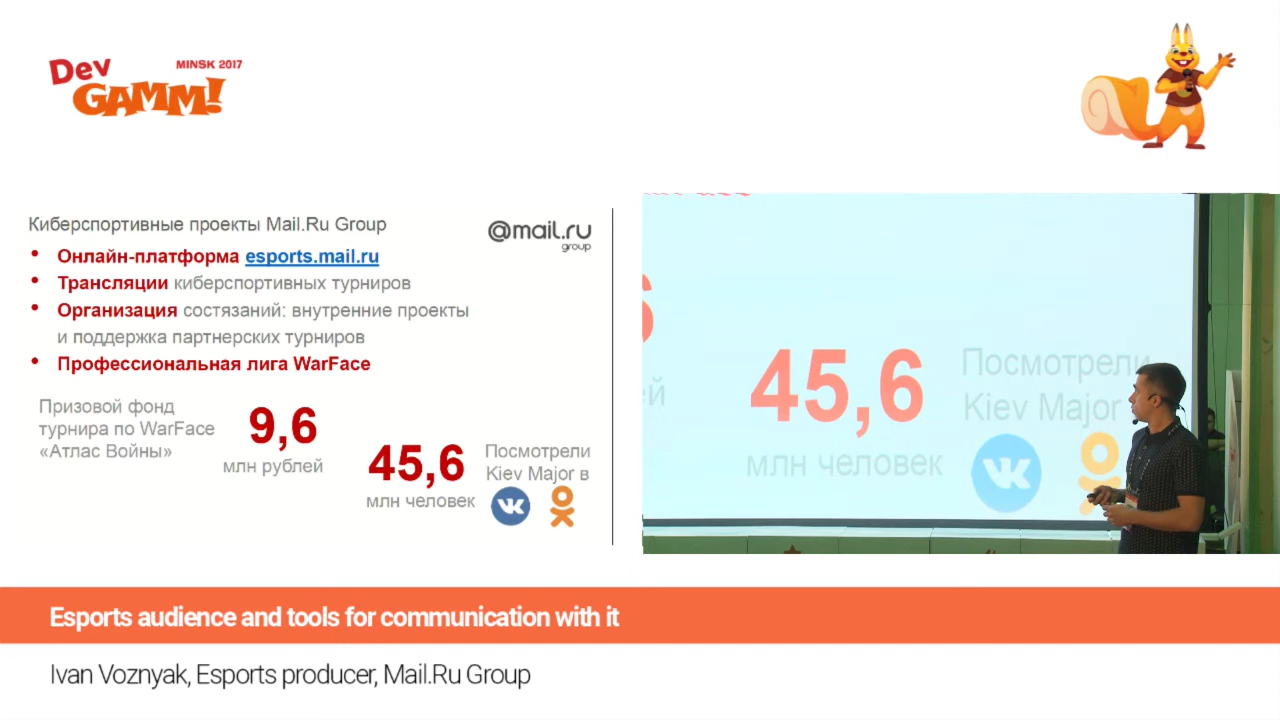 Dev
GAMM!
MINSK 2017
Киберспортивные проекты Mail.Ru Group
@mail.ru
group
• Онлайн-платформа esports.mail.ru
• Трансляции киберспортивных турниров
• Организация состязаний: внутренние проекты
и поддержка партнерских турниров
• Профессиональная лига WarFace
Призовой фонд
турнира по WarFace
«Атлас Войны»
9,6
млн рублей
45,6
млн человек
Посмотрели
Kiev Major в
45,6
млн человек
Посмотрели
Kiev Major
Esports audience and tools for communication with it
Ivan Voznyak, Esports producer, Mail.Ru Group